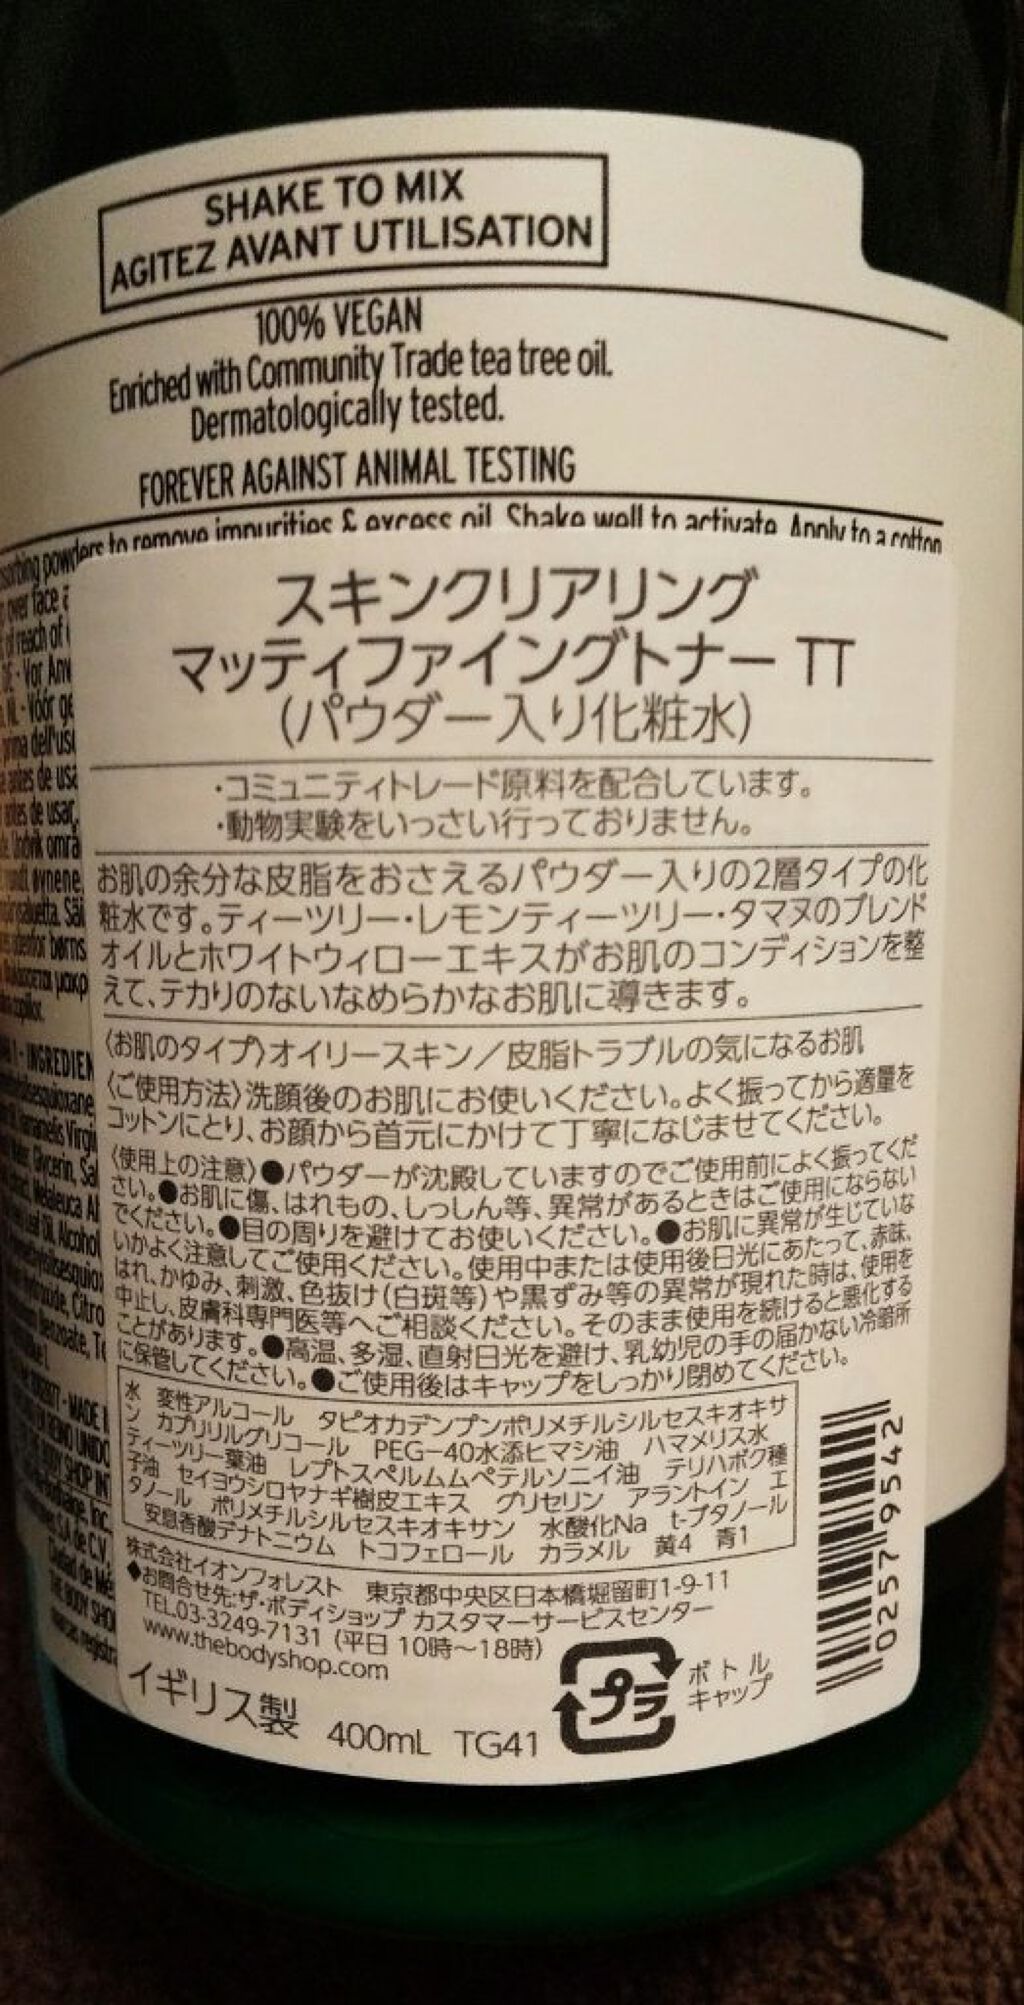 SHAKE TO MIX
AGITEZ AVANT UTILISATION
100% VEGAN
Enriched with Community Trade tea tree oil.
Dermatologically tested.
FOREVER AGAINST ANIMAL TESTING
to remove impurities & excess oil. Shake well to activate. Apply to a cotton
スキンクリアリング
マッティファイングトナー TT
(パウダー入り化粧水)
・コミュニティトレード原料を配合しています。
・動物実験をいっさい行っておりません。
お肌の余分な皮脂をおさえるパウダー入りの2層タイプの化
粧水です。ティーツリー・レモンティーツリー・タマヌのブレンド
オイルとホワイトウィローエキスがお肌のコンディションを整
えて、テカリのないなめらかなお肌に導きます。
〈お肌のタイプ〉オイリースキン／皮脂トラブルの気になるお肌
〈ご使用方法〉洗顔後のお肌にお使いください。よく振ってから適量を
コットンにとり、お顔から首元にかけて丁寧になじませてください。
〈使用上の注意〉●パウダーが沈殿していますのでご使用前によく振ってくだ
さい。●お肌に傷、はれもの、しっしん等、異常があるときはご使用にならない
でください。●目の周りを避けてお使いください。●お肌に異常が生じていな
いかよく注意してご使用ください。使用中または使用後日光にあたって、赤味、
はれ、かゆみ、刺激、色抜け(白斑等)や黒ずみ等の異常が現れた時は、使用を
中止し、皮膚科専門医等へご相談ください。そのまま使用を続けると悪化する
ことがあります。●高温、多湿、直射日光を避け、乳幼児の手の届かない冷暗所
に保管してください。●ご使用後はキャップをしっかり閉めてください。
水 変性アルコール タピオカデンプンポリメチルシルセスキオキサ
ン カプリリルグリコール PEG-40水添ヒマシ油 ハマメリス水
ティーツリー葉油 レプトスペルムムペテルソニイ油 テリハボク種
子油 セイヨウシロヤナギ樹皮エキス グリセリン アラントイン エ
タノール ポリメチルシルセスキオキサン 水酸化Na t-ブタノール
安息香酸デナトニウム トコフェロール カラメル 黄4 青1
株式会社イオンフォレスト 東京都中央区日本橋堀留町1-9-11
◆お問合せ先:ザ・ボディショップ カスタマーサービスセンター
TEL.03-3249-7131 (平日 10時～18時)
www.thebodyshop.com
イギリス製 400mL TG41
プラ
ボトル
キャップ
02579542